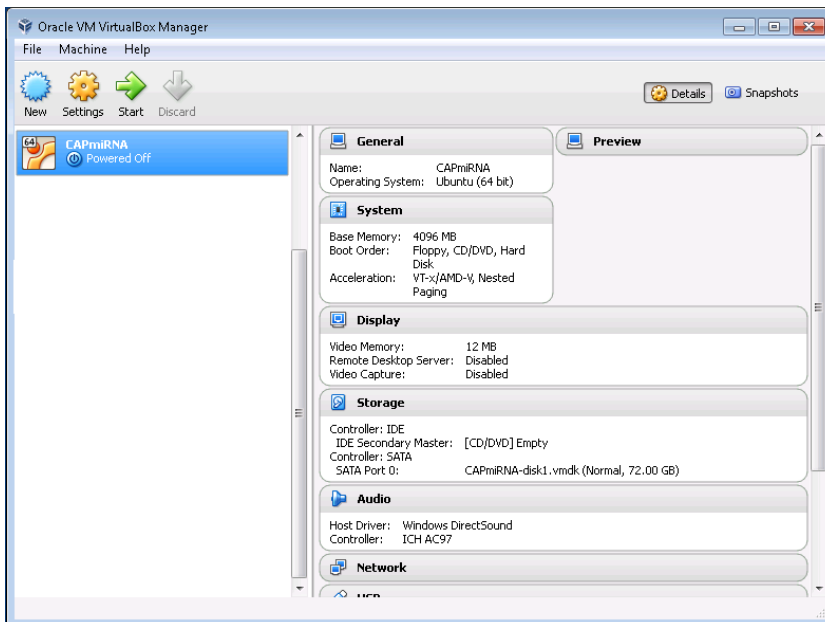 Oracle VM VirtualBox Manager
File Machine Help
New Settings Start Discard
Details Snapshots
64
CAPmiRNA
Powered Off
General
Name: CAPmiRNA
Operating System: Ubuntu (64 bit)
Preview
System
Base Memory: 4096 MB
Boot Order: Floppy, CD/DVD, Hard
Disk
Acceleration: VT-x/AMD-V, Nested
Paging
Display
Video Memory: 12 MB
Remote Desktop Server: Disabled
Video Capture: Disabled
Storage
Controller: IDE
IDE Secondary Master: [CD/DVD] Empty
Controller: SATA
SATA Port 0: CAPmiRNA-disk1.vmdk (Normal, 72.00 GB)
Audio
Host Driver: Windows DirectSound
Controller: ICH AC97
Network